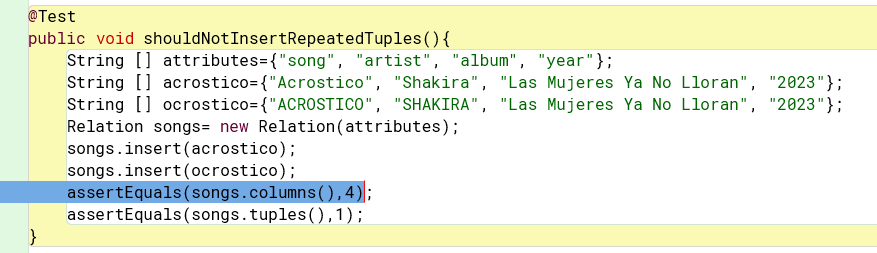 @Test
public void shouldNotInsertRepeatedTuples(){
String [] attributes={"song", "artist", "album", "year"};
String [] acrostico={"Acrostico", "Shakira", "Las Mujeres Ya No Lloran", "2023"};
String [] ocrostico={"ACROSTICO", "SHAKIRA", "Las Mujeres Ya No Lloran", "2023"};
Relation songs= new Relation(attributes);
songs.insert(acrostico);
songs.insert(ocrostico);
assertEquals(songs.columns(),4);
assertEquals(songs.tuples(),1);
}